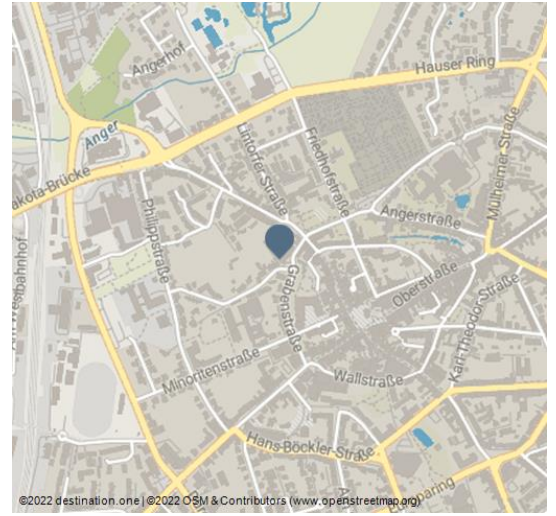 Angerhof
Hauser Ring
Anger
Lintorfer Straße
Friedhofstraße
Mülheimer Straße
akota-Brücke
Philippstraße
Angerstraße
Westbahnhof
Grabenstraße
Oberstraße
Karl-Theodor-Straße
Minoritenstraße
Wallstraße
Hans-Böckler-Straße
©2022 destination.one | ©2022 OSM & Contributors (www.openstreetmap.org)